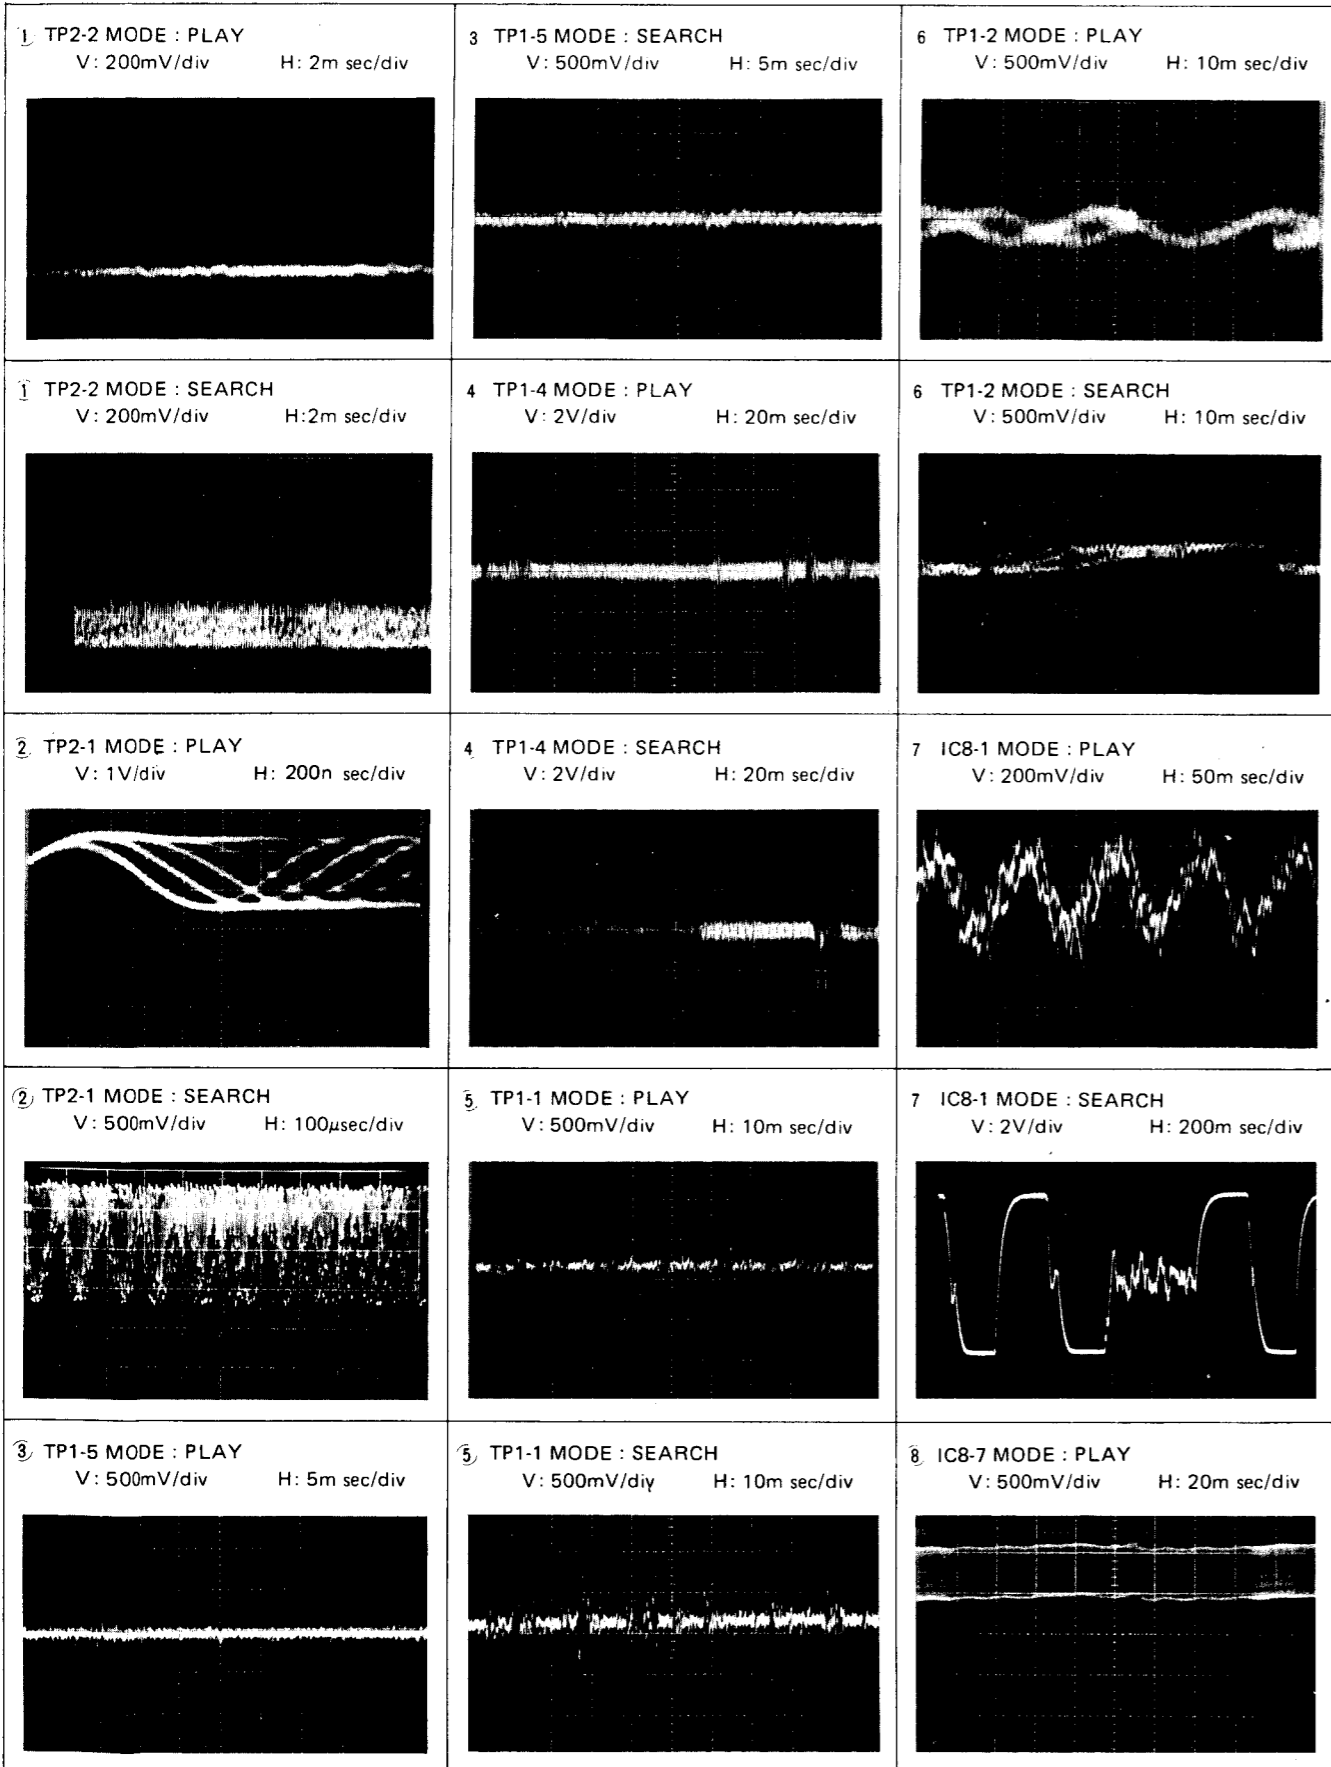 ① TP2-2 MODE : PLAY
V : 200mV/div H : 2m sec/div
① TP2-2 MODE : SEARCH
V : 200mV/div H:2m sec/div
② TP2-1 MODE : PLAY
V : 1V/div H : 200n sec/div
② TP2-1 MODE : SEARCH
V : 500mV/div H : 100μsec/div
③ TP1-5 MODE : PLAY
V : 500mV/div H : 5m sec/div
3 TP1-5 MODE : SEARCH
V : 500mV/div H : 5m sec/div
4 TP1-4 MODE : PLAY
V : 2V/div H : 20m sec/div
4 TP1-4 MODE : SEARCH
V : 2V/div H : 20m sec/div
⑤ TP1-1 MODE : PLAY
V : 500mV/div H : 10m sec/div
⑤ TP1-1 MODE : SEARCH
V : 500mV/div H : 10m sec/div
6 TP1-2 MODE : PLAY
V : 500mV/div H : 10m sec/div
6 TP1-2 MODE : SEARCH
V : 500mV/div H : 10m sec/div
7 IC8-1 MODE : PLAY
V : 200mV/div H : 50m sec/div
7 IC8-1 MODE : SEARCH
V : 2V/div H : 200m sec/div
⑧ IC8-7 MODE : PLAY
V : 500mV/div H : 20m sec/div